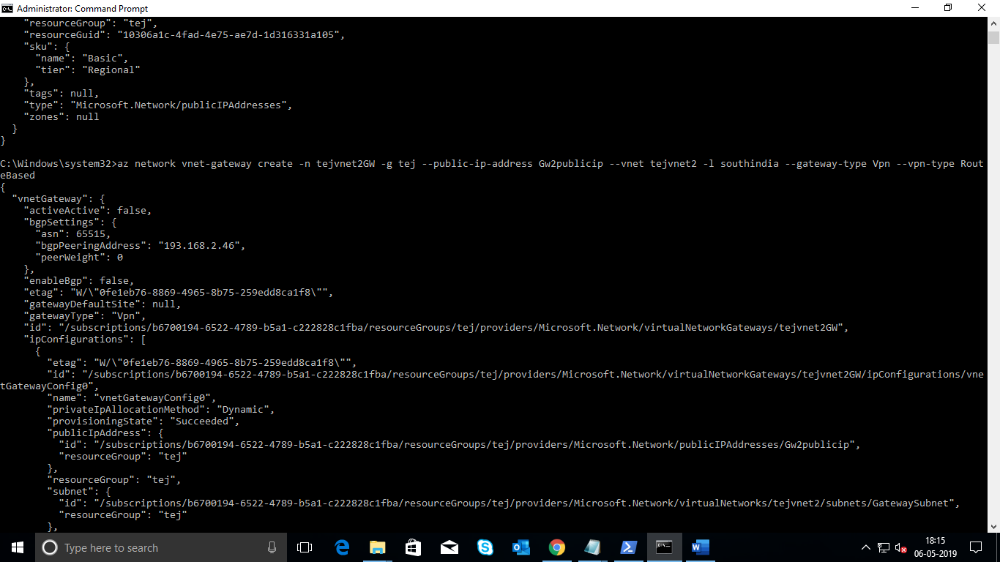 Administrator: Command Prompt
    "resourceGroup": "tej",
    "resourceGuid": "10306a1c-4fad-4e75-ae7d-1d316331a105",
    "sku": {
      "name": "Basic",
      "tier": "Regional"
    },
    "tags": null,
    "type": "Microsoft.Network/publicIPAddresses",
    "zones": null
  }
}
C:\Windows\system32>az network vnet-gateway create -n tejvnet2GW -g tej --public-ip-address Gw2publicip --vnet tejvnet2 -l southindia --gateway-type Vpn --vpn-type Rout
eBased
{
  "vnetGateway": {
    "activeActive": false,
    "bgpSettings": {
      "asn": 65515,
      "bgpPeeringAddress": "193.168.2.46",
      "peerWeight": 0
    },
    "enableBgp": false,
    "etag": "W/\"0fe1eb76-8869-4965-8b75-259edd8ca1f8\"",
    "gatewayDefaultSite": null,
    "gatewayType": "Vpn",
    "id": "/subscriptions/b6700194-6522-4789-b5a1-c222828c1fba/resourceGroups/tej/providers/Microsoft.Network/virtualNetworkGateways/tejvnet2GW",
    "ipConfigurations": [
      {
        "etag": "W/\"0fe1eb76-8869-4965-8b75-259edd8ca1f8\"",
        "id": "/subscriptions/b6700194-6522-4789-b5a1-c222828c1fba/resourceGroups/tej/providers/Microsoft.Network/virtualNetworkGateways/tejvnet2GW/ipConfigurations/vne
tGatewayConfig0",
        "name": "vnetGatewayConfig0",
        "privateIpAllocationMethod": "Dynamic",
        "provisioningState": "Succeeded",
        "publicIpAddress": {
          "id": "/subscriptions/b6700194-6522-4789-b5a1-c222828c1fba/resourceGroups/tej/providers/Microsoft.Network/publicIPAddresses/Gw2publicip",
          "resourceGroup": "tej"
        },
        "resourceGroup": "tej",
        "subnet": {
          "id": "/subscriptions/b6700194-6522-4789-b5a1-c222828c1fba/resourceGroups/tej/providers/Microsoft.Network/virtualNetworks/tejvnet2/subnets/GatewaySubnet",
          "resourceGroup": "tej"
        },
Type here to search
18:15
06-05-2019